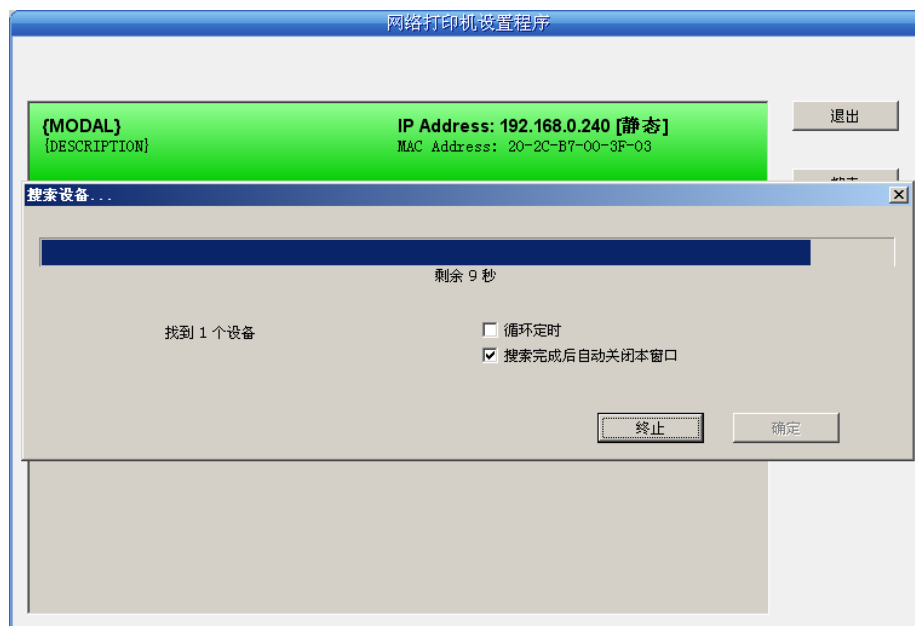 网络打印机设置程序
{MODAL}
IP Address: 192.168.0.240 [静态]
退出
{DESCRIPTION}
MAC Address: 20-2C-B7-00-3F-03
搜索设备...
剩余 9 秒
找到 1 个设备
循环定时
搜索完成后自动关闭本窗口
终止
确定